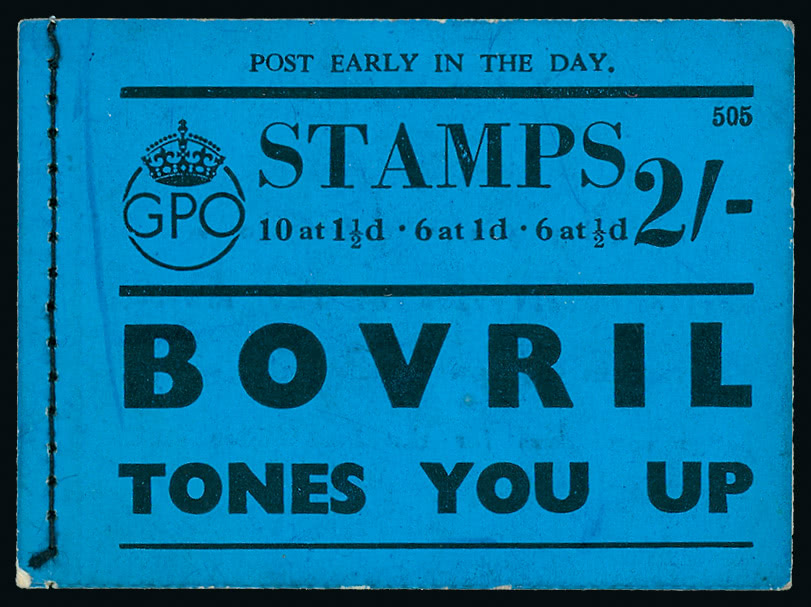 POST EARLY IN THE DAY.
505
STAMPS 2/-
GPO
10 at 1½d · 6 at 1d · 6 at ½d
BOVRIL
TONES YOU UP